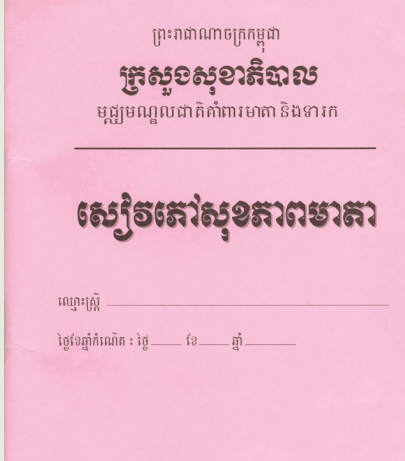 ព្រះរាជាណាចក្រកម្ពុជា
ក្រសួងសុខាភិបាល
មជ្ឈមណ្ឌលជាតិគាំពារមាតា និងទារក
សៀវភៅសុខភាពមាតា
ឈ្មោះស្ត្រី
ថ្ងៃខែឆ្នាំកំណើត : ថ្ងៃ ខែ ឆ្នាំ